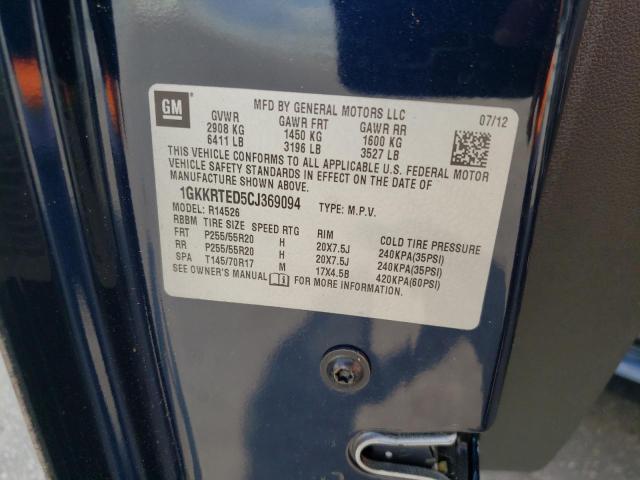 GM
MFD BY GENERAL MOTORS LLC
07/12
GVWR GAWR FRT GAWR RR
2908 KG 1450 KG 1600 KG
6411 LB 3196 LB 3527 LB
THIS VEHICLE CONFORMS TO ALL APPLICABLE U.S. FEDERAL MOTOR
VEHICLE SAFETY STANDARDS IN EFFECT ON THE DATE OF
MANUFACTURE SHOWN ABOVE.
1GKKRTED5CJ369094 TYPE: M.P.V.
MODEL: R14526
RBBM TIRE SIZE SPEED RTG RIM COLD TIRE PRESSURE
FRT P255/55R20 H 20X7.5J 240KPA(35PSI)
RR P255/55R20 H 20X7.5J 240KPA(35PSI)
SPA T145/70R17 M 17X4.5B 420KPA(60PSI)
SEE OWNER'S MANUAL FOR MORE INFORMATION.